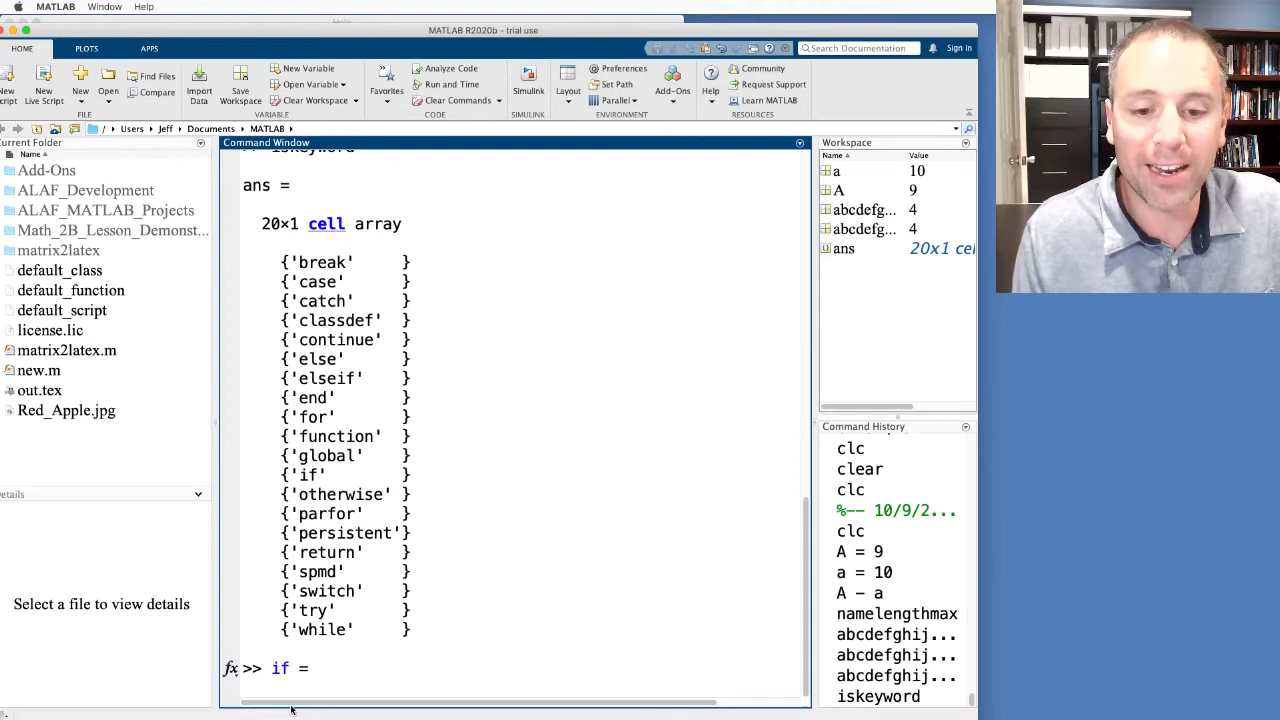 MATLAB Window Help
Help
MATLAB R2020b - trial use
HOME PLOTS APPS
Search Documentation
Sign In
New Script
New Live Script
New
Open
Find Files
Compare
FILE
Import Data
Save Workspace
New Variable
Open Variable
Clear Workspace
VARIABLE
Favorites
Analyze Code
Run and Time
Clear Commands
CODE
Simulink
SIMULINK
Layout
Preferences
Set Path
Parallel
ENVIRONMENT
Add-Ons
Help
Community
Request Support
Learn MATLAB
RESOURCES
/ Users Jeff Documents MATLAB
Current Folder
Name
Add-Ons
ALAF_Development
ALAF_MATLAB_Projects
Math_2B_Lesson_Demonst...
matrix2latex
default_class
default_function
default_script
license.lic
matrix2latex.m
new.m
out.tex
Red_Apple.jpg
Details
Select a file to view details
Command Window
>> iskeyword
ans =
20×1 cell array
{'break' }
{'case' }
{'catch' }
{'classdef' }
{'continue' }
{'else' }
{'elseif' }
{'end' }
{'for' }
{'function' }
{'global' }
{'if' }
{'otherwise' }
{'parfor' }
{'persistent'}
{'return' }
{'spmd' }
{'switch' }
{'try' }
{'while' }
fx >> if =
Workspace
Name Value
a 10
A 9
abcdefg... 4
abcdefg... 4
ans 20x1 cel
Command History
clc
clear
clc
%-- 10/9/2...
clc
A = 9
a = 10
A - a
namelengthmax
abcdefghij...
abcdefghij...
abcdefghij...
iskeyword